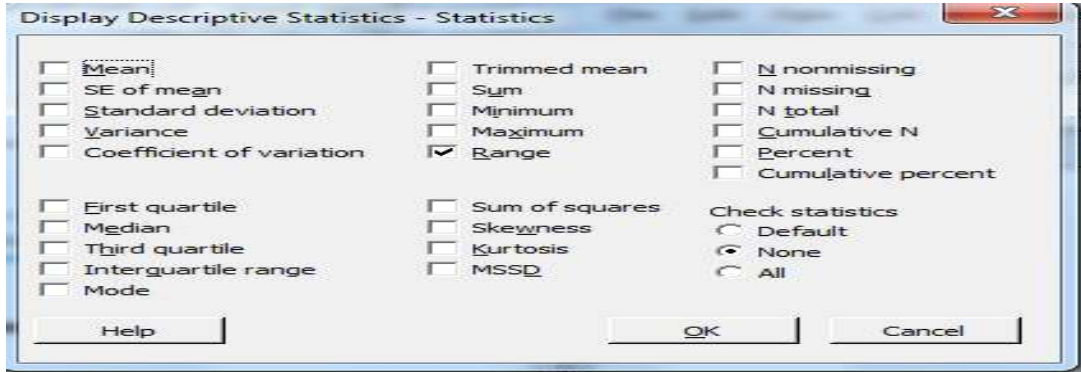 Display Descriptive Statistics - Statistics
Mean
SE of mean
Standard deviation
Variance
Coefficient of variation
Trimmed mean
Sum
Minimum
Maximum
Range
N nonmissing
N missing
N total
Cumulative N
Percent
Cumulative percent
First quartile
Median
Third quartile
Interquartile range
Mode
Sum of squares
Skewness
Kurtosis
MSSD
Check statistics
Default
None
All
Help
OK
Cancel